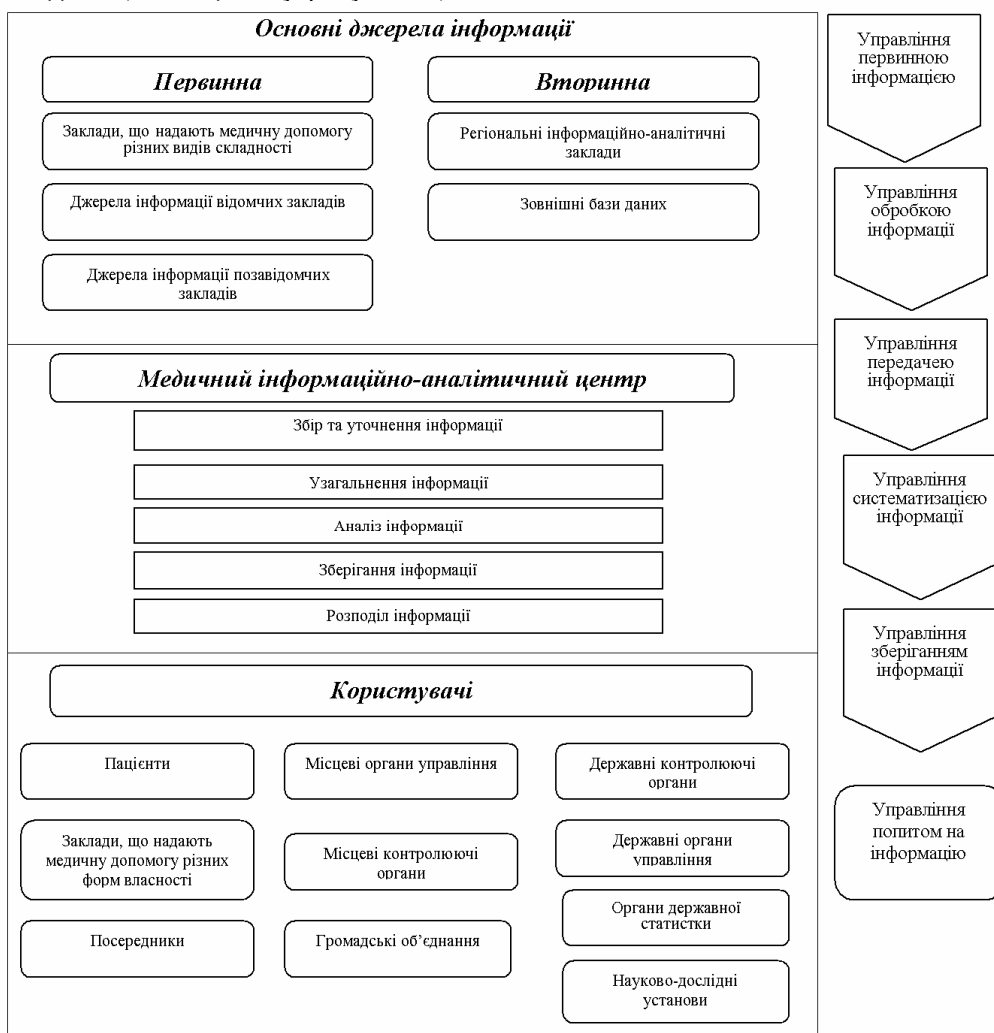 Основні джерела інформації
Первинна
Вторинна
Заклади, що надають медичну допомогу
різних видів складності
Регіональні інформаційно-аналітичні
заклади
Джерела інформації відомчих закладів
Зовнішні бази даних
Джерела інформації позавідомчих
закладів
Медичний інформаційно-аналітичний центр
Збір та уточнення інформації
Узагальнення інформації
Аналіз інформації
Зберігання інформації
Розподіл інформації
Користувачі
Пацієнти
Місцеві органи управління
Державні контролюючі
органи
Заклади, що надають
медичну допомогу різних
форм власності
Місцеві контролюючі
органи
Державні органи
управління
Органи державної
статистки
Посередники
Громадські об’єднання
Науково-дослідні
установи
Управління
первинною
інформацією
Управління
обробкою
інформації
Управління
передачею
інформації
Управління
систематизацією
інформації
Управління
зберіганням
інформації
Управління
попитом на
інформацію